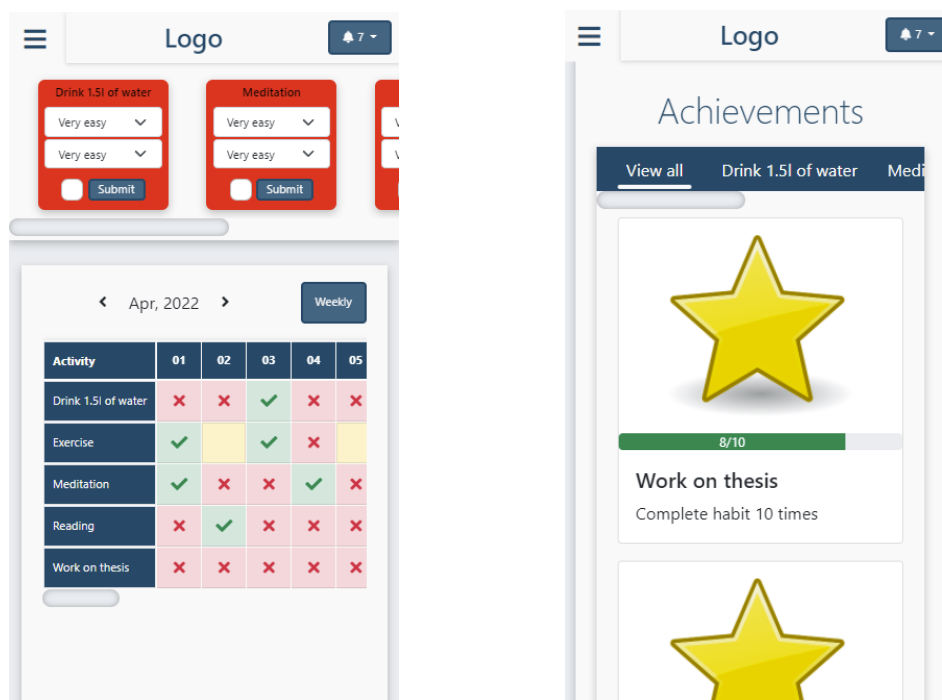 Logo
7
Drink 1.5l of water
Meditation
Very easy
Very easy
Very easy
Very easy
Submit
Submit
Apr, 2022
Weekly
Activity 01 02 03 04 05
Drink 1.5l of water
Exercise
Meditation
Reading
Work on thesis
Logo
7
Achievements
View all Drink 1.5l of water Medi
8/10
Work on thesis
Complete habit 10 times